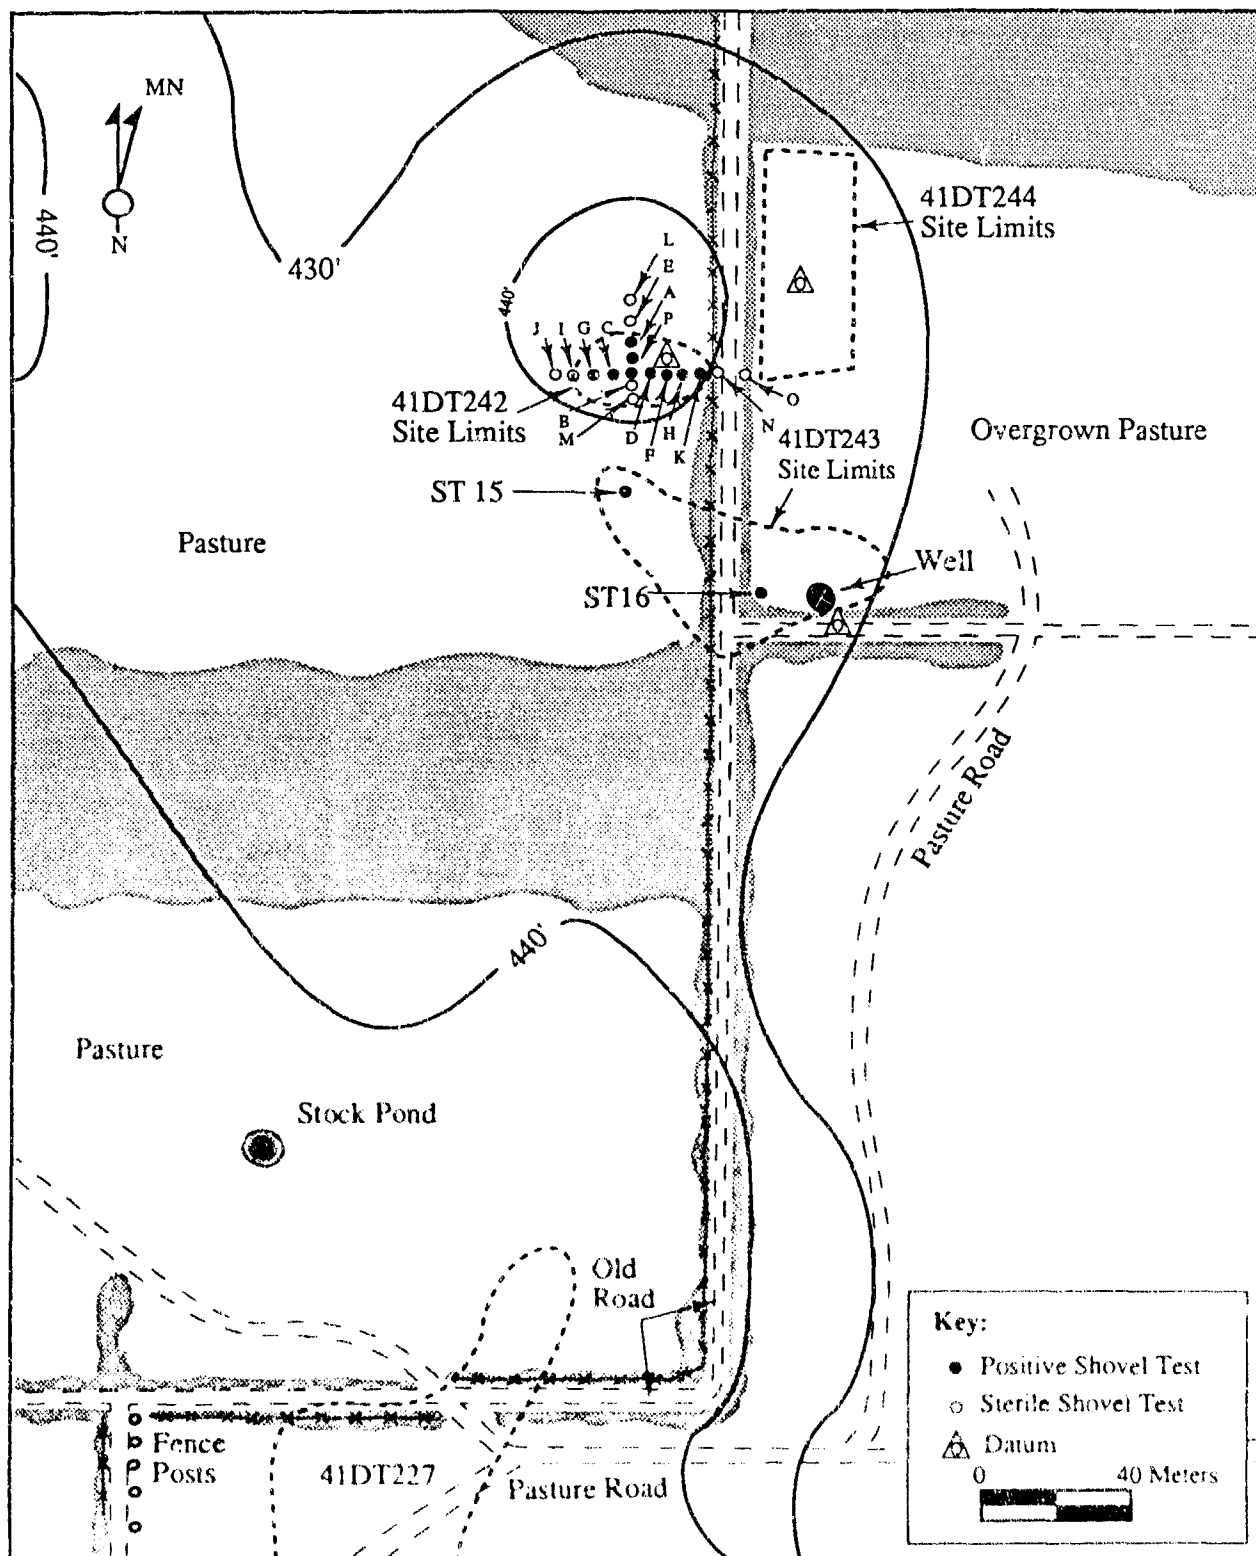 MN
N
440'
430'
440'
41DT244
Site Limits
L
E
A
P
J
I
G
C
41DT242
Site Limits
B
M
D
F
H
K
N
O
41DT243
Site Limits
Overgrown Pasture
ST 15
Pasture
Well
ST16
Pasture Road
440'
Pasture
Stock Pond
Old
Road
Fence
Posts
41DT227
Pasture Road
Key:
Positive Shovel Test
Sterile Shovel Test
Datum
0 40 Meters